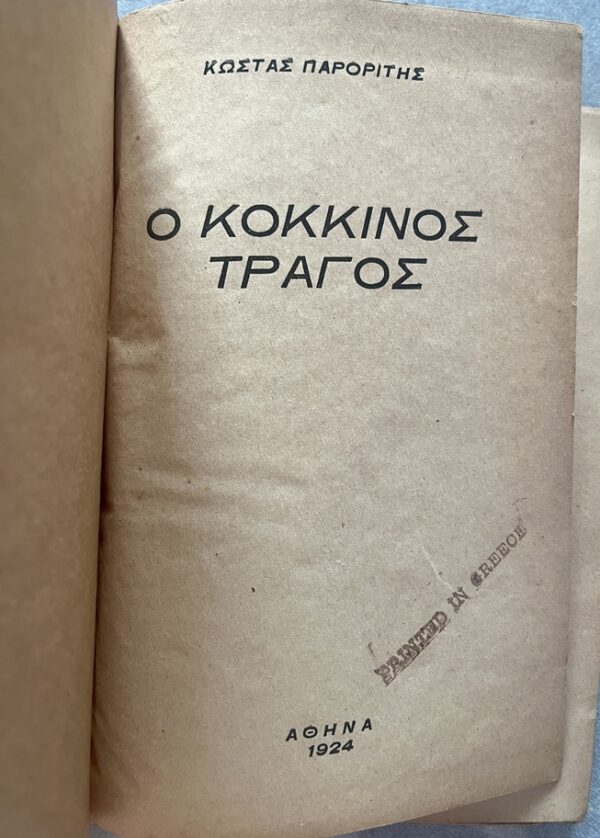 ΚΩΣΤΑΣ ΠΑΡΟΡΙΤΗΣ
Ο ΚΟΚΚΙΝΟΣ
ΤΡΑΓΟΣ
PRINTED IN GREECE
ΑΘΗΝΑ
1924